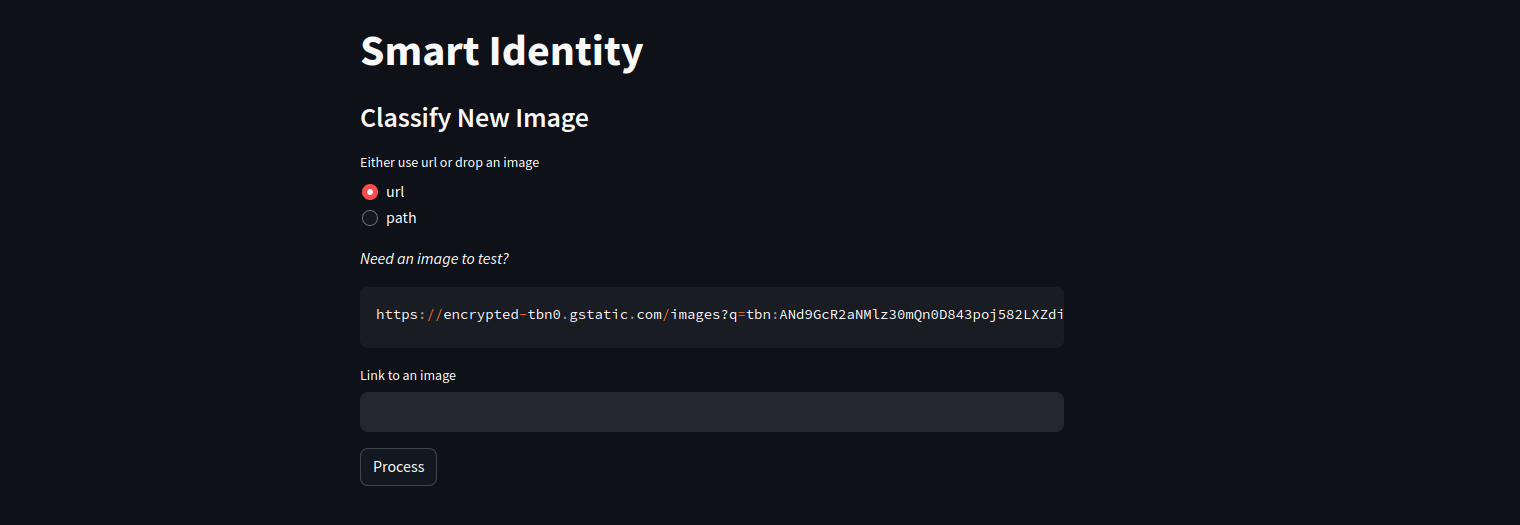 Smart Identity
Classify New Image
Either use url or drop an image
url
path
Need an image to test?
https://encrypted-tbn0.gstatic.com/images?q=tbn:ANd9GcR2aNMlz30mQn0D843poj582LXZdi
Link to an image
Process